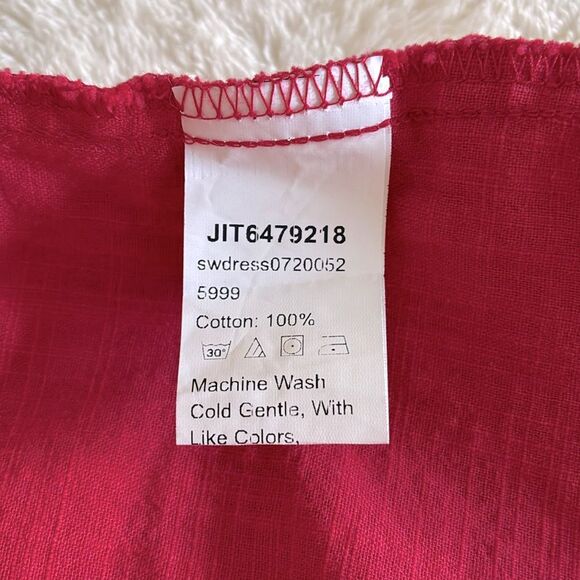 JIT6479218
swdress0720052
5999
Cotton: 100%
30°
Machine Wash
Cold Gentle, With
Like Colors,